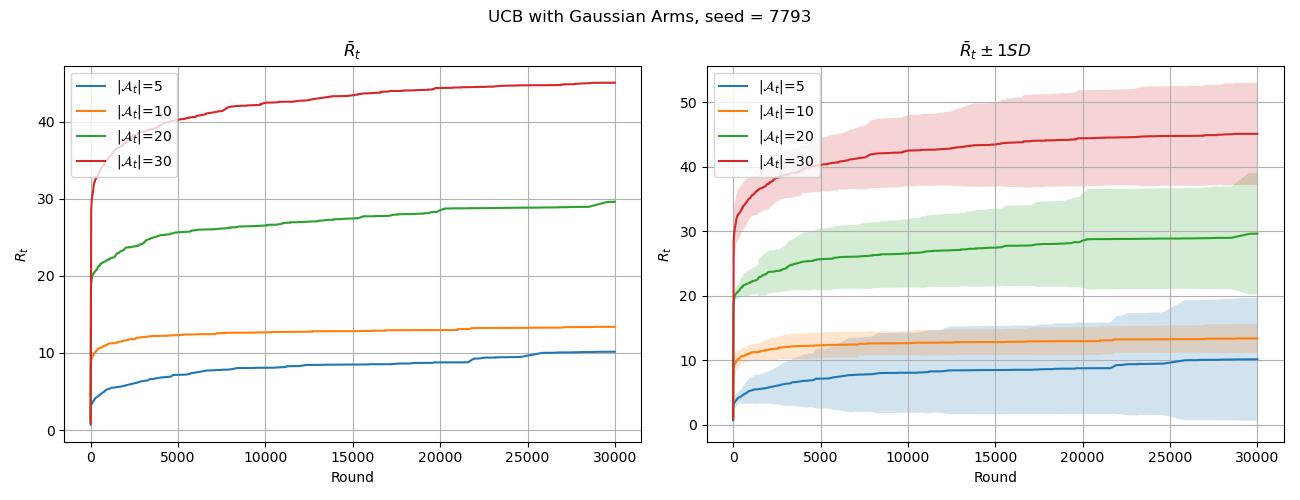 UCB with Gaussian Arms, seed = 7793
R̄ₜ
|𝒜ₜ|=5
|𝒜ₜ|=10
|𝒜ₜ|=20
|𝒜ₜ|=30
Rₜ
40
30
20
10
0
0 5000 10000 15000 20000 25000 30000
Round
R̄ₜ ± 1SD
|𝒜ₜ|=5
|𝒜ₜ|=10
|𝒜ₜ|=20
|𝒜ₜ|=30
Rₜ
50
40
30
20
10
0
0 5000 10000 15000 20000 25000 30000
Round